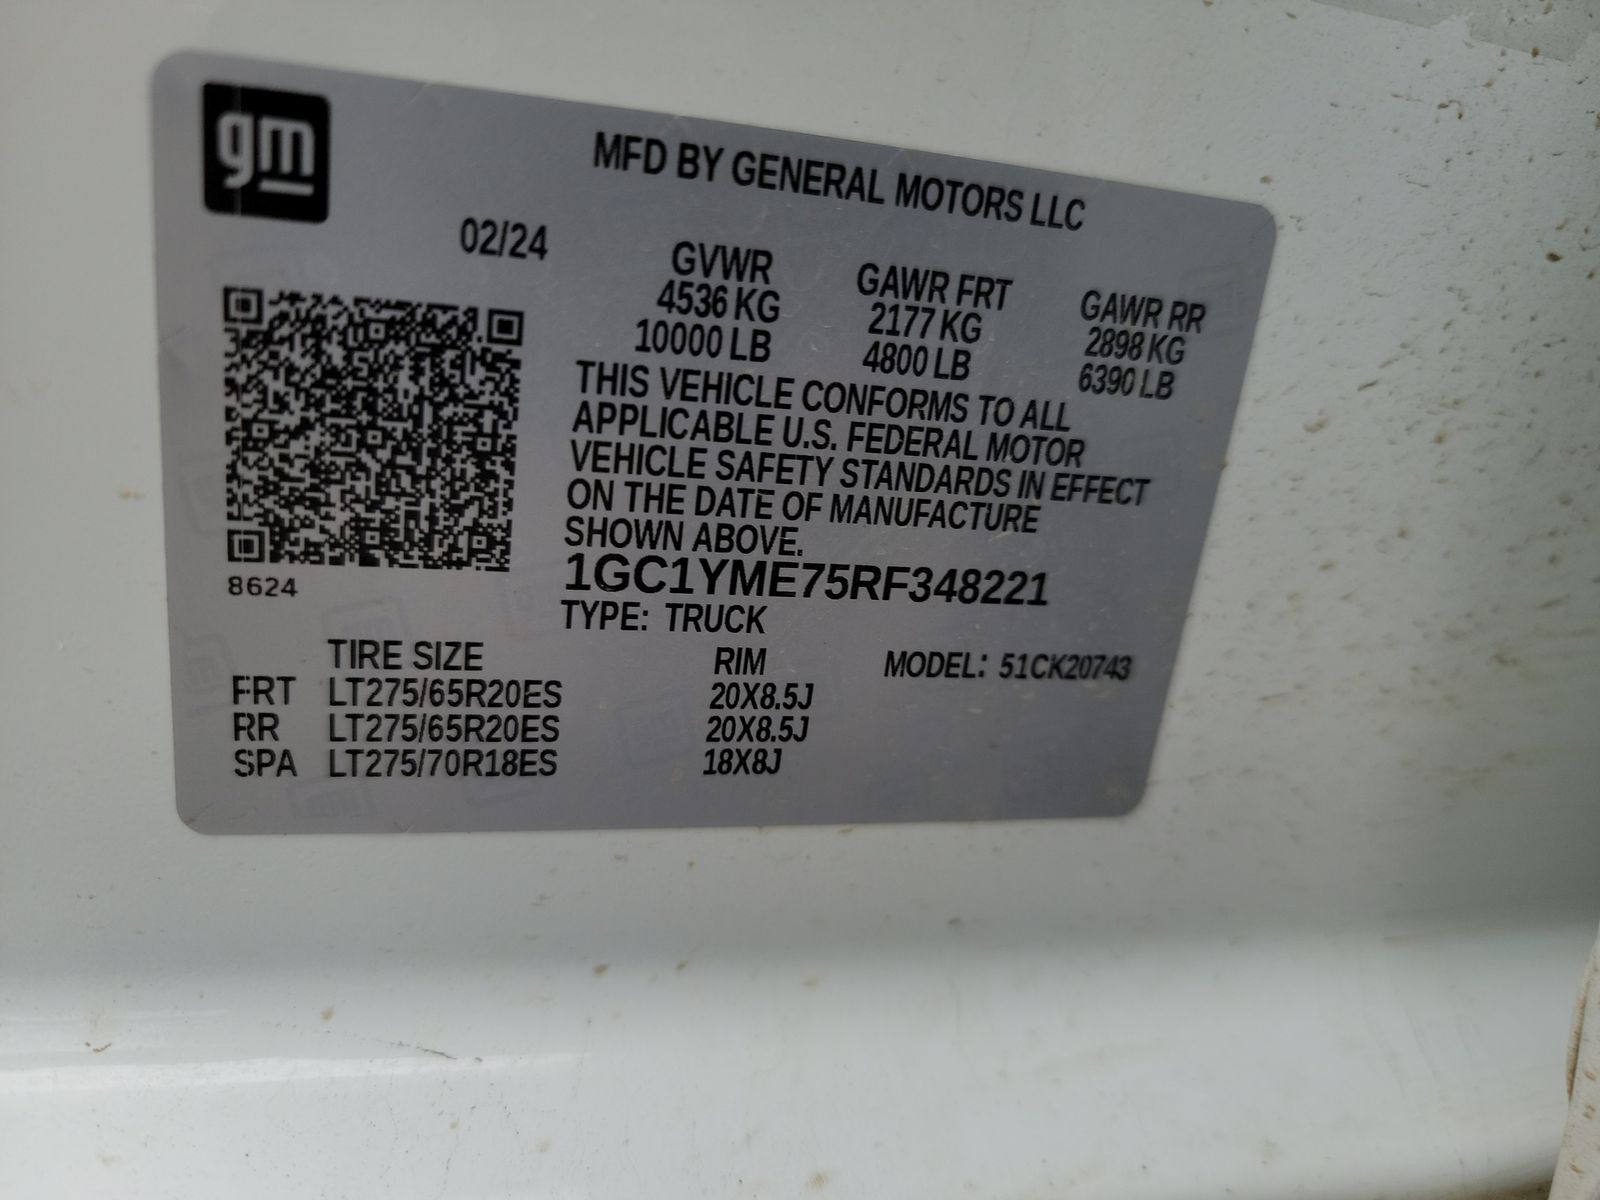 gm
MFD BY GENERAL MOTORS LLC
02/24
GVWR GAWR FRT GAWR RR
4536 KG 2177 KG 2898 KG
10000 LB 4800 LB 6390 LB
THIS VEHICLE CONFORMS TO ALL
APPLICABLE U.S. FEDERAL MOTOR
VEHICLE SAFETY STANDARDS IN EFFECT
ON THE DATE OF MANUFACTURE
SHOWN ABOVE.
8624
1GC1YME75RF348221
TYPE: TRUCK
TIRE SIZE RIM MODEL: 51CK20743
FRT LT275/65R20ES 20X8.5J
RR LT275/65R20ES 20X8.5J
SPA LT275/70R18ES 18X8J